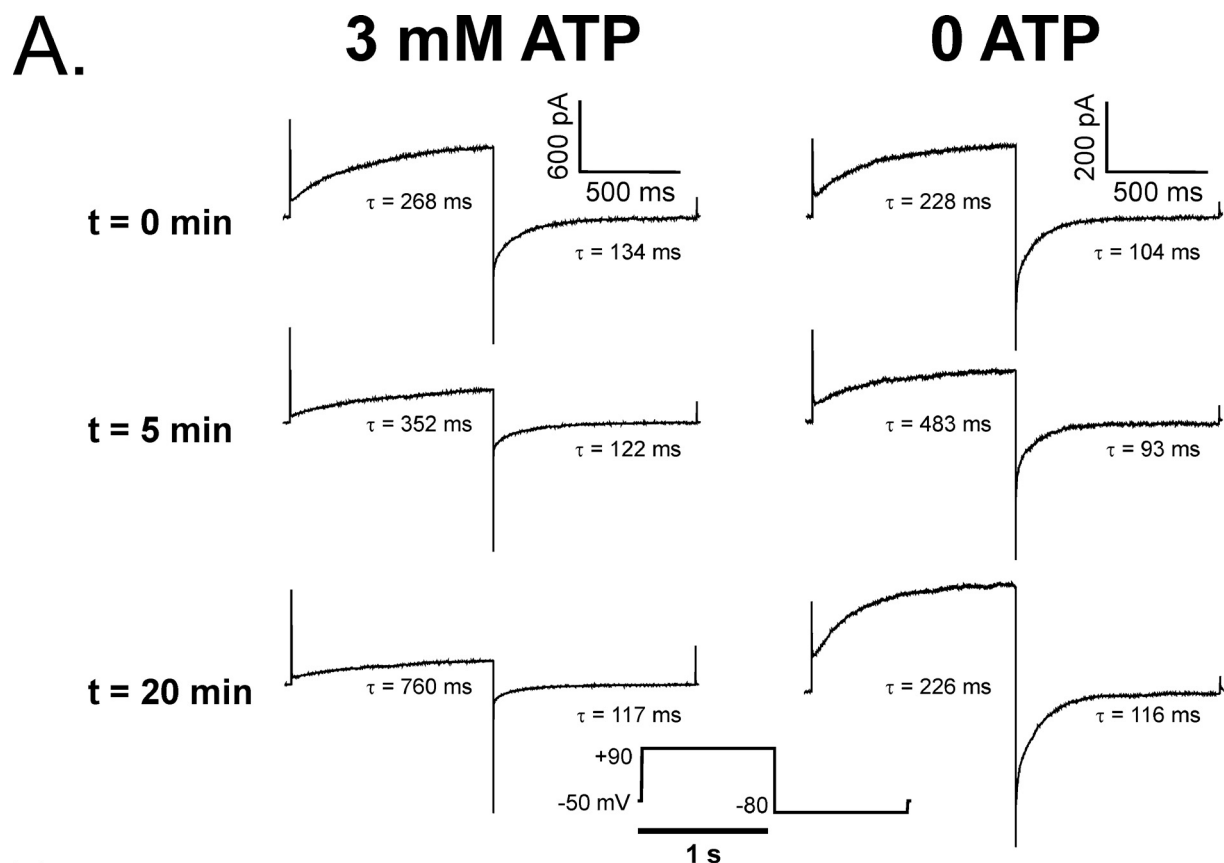 A.
3 mM ATP
0 ATP
600 pA
500 ms
200 pA
500 ms
t = 0 min
τ = 268 ms
τ = 134 ms
τ = 228 ms
τ = 104 ms
t = 5 min
τ = 352 ms
τ = 122 ms
τ = 483 ms
τ = 93 ms
t = 20 min
τ = 760 ms
τ = 117 ms
τ = 226 ms
τ = 116 ms
+90
-50 mV
-80
1 s